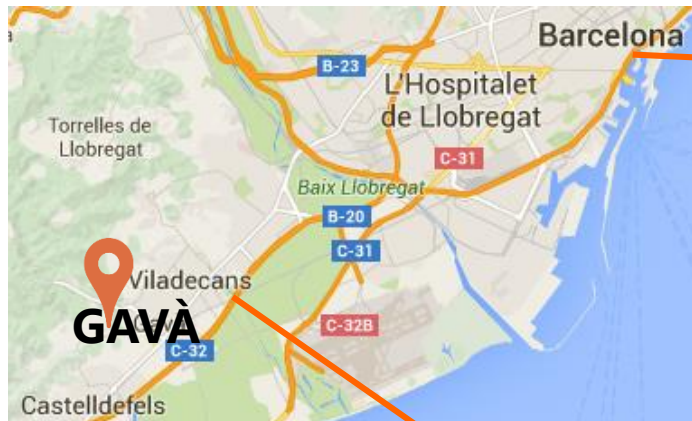 Barcelona
B-23
L'Hospitalet
de Llobregat
Torrelles de
Llobregat
C-31
Baix Llobregat
B-20
C-31
Viladecans
GAVÀ
C-32B
C-32
Castelldefels